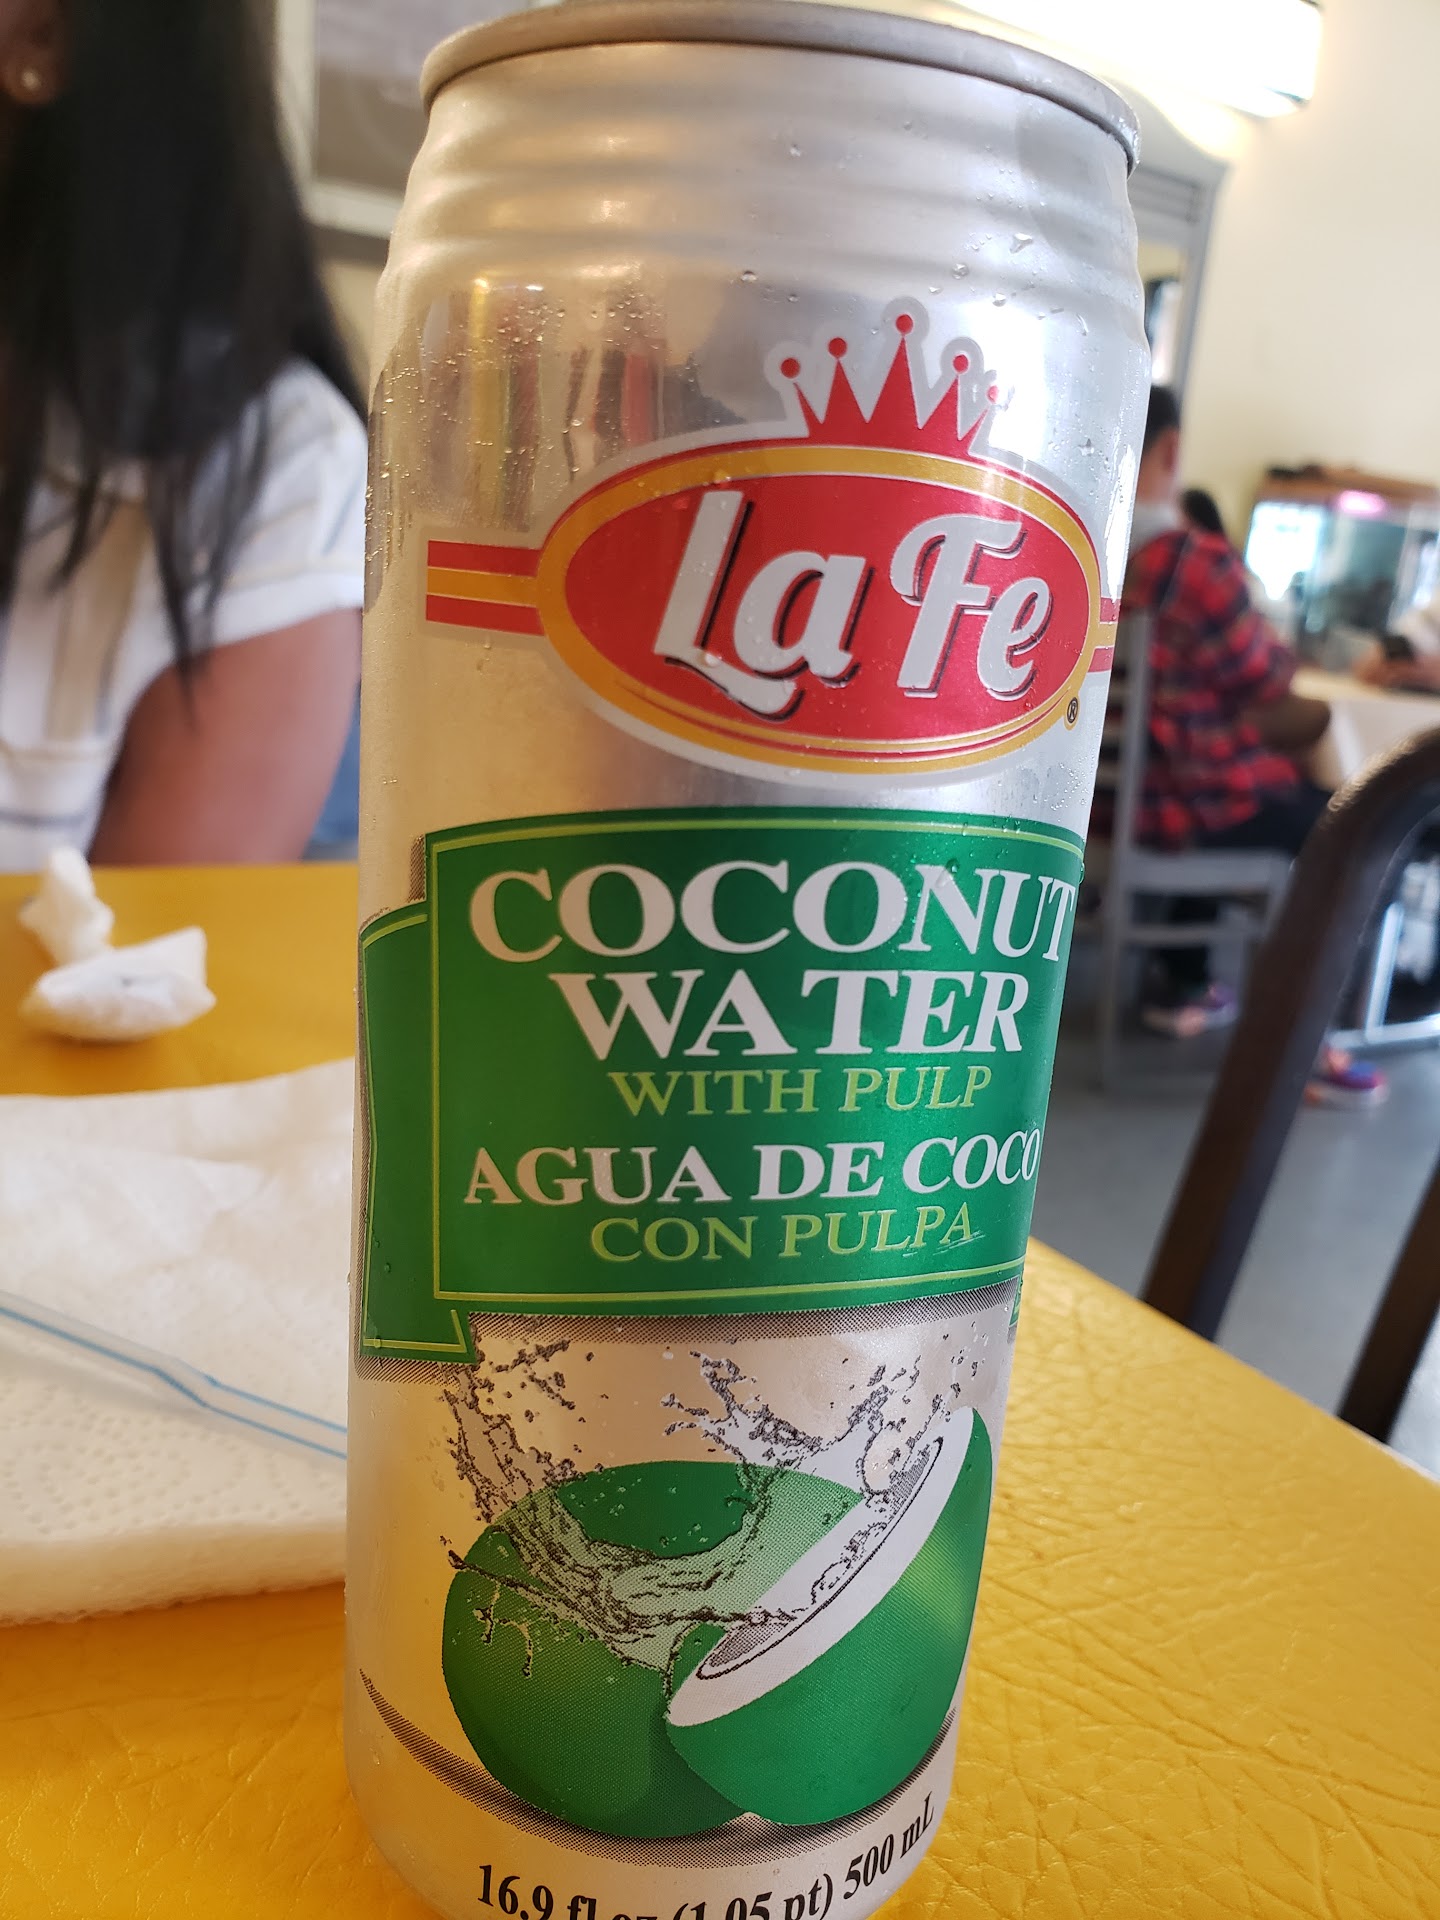 La Fe
®
COCONUT
WATER
WITH PULP
AGUA DE COCO
CON PULPA
16.9 fl oz (1.05 pt) 500 mL